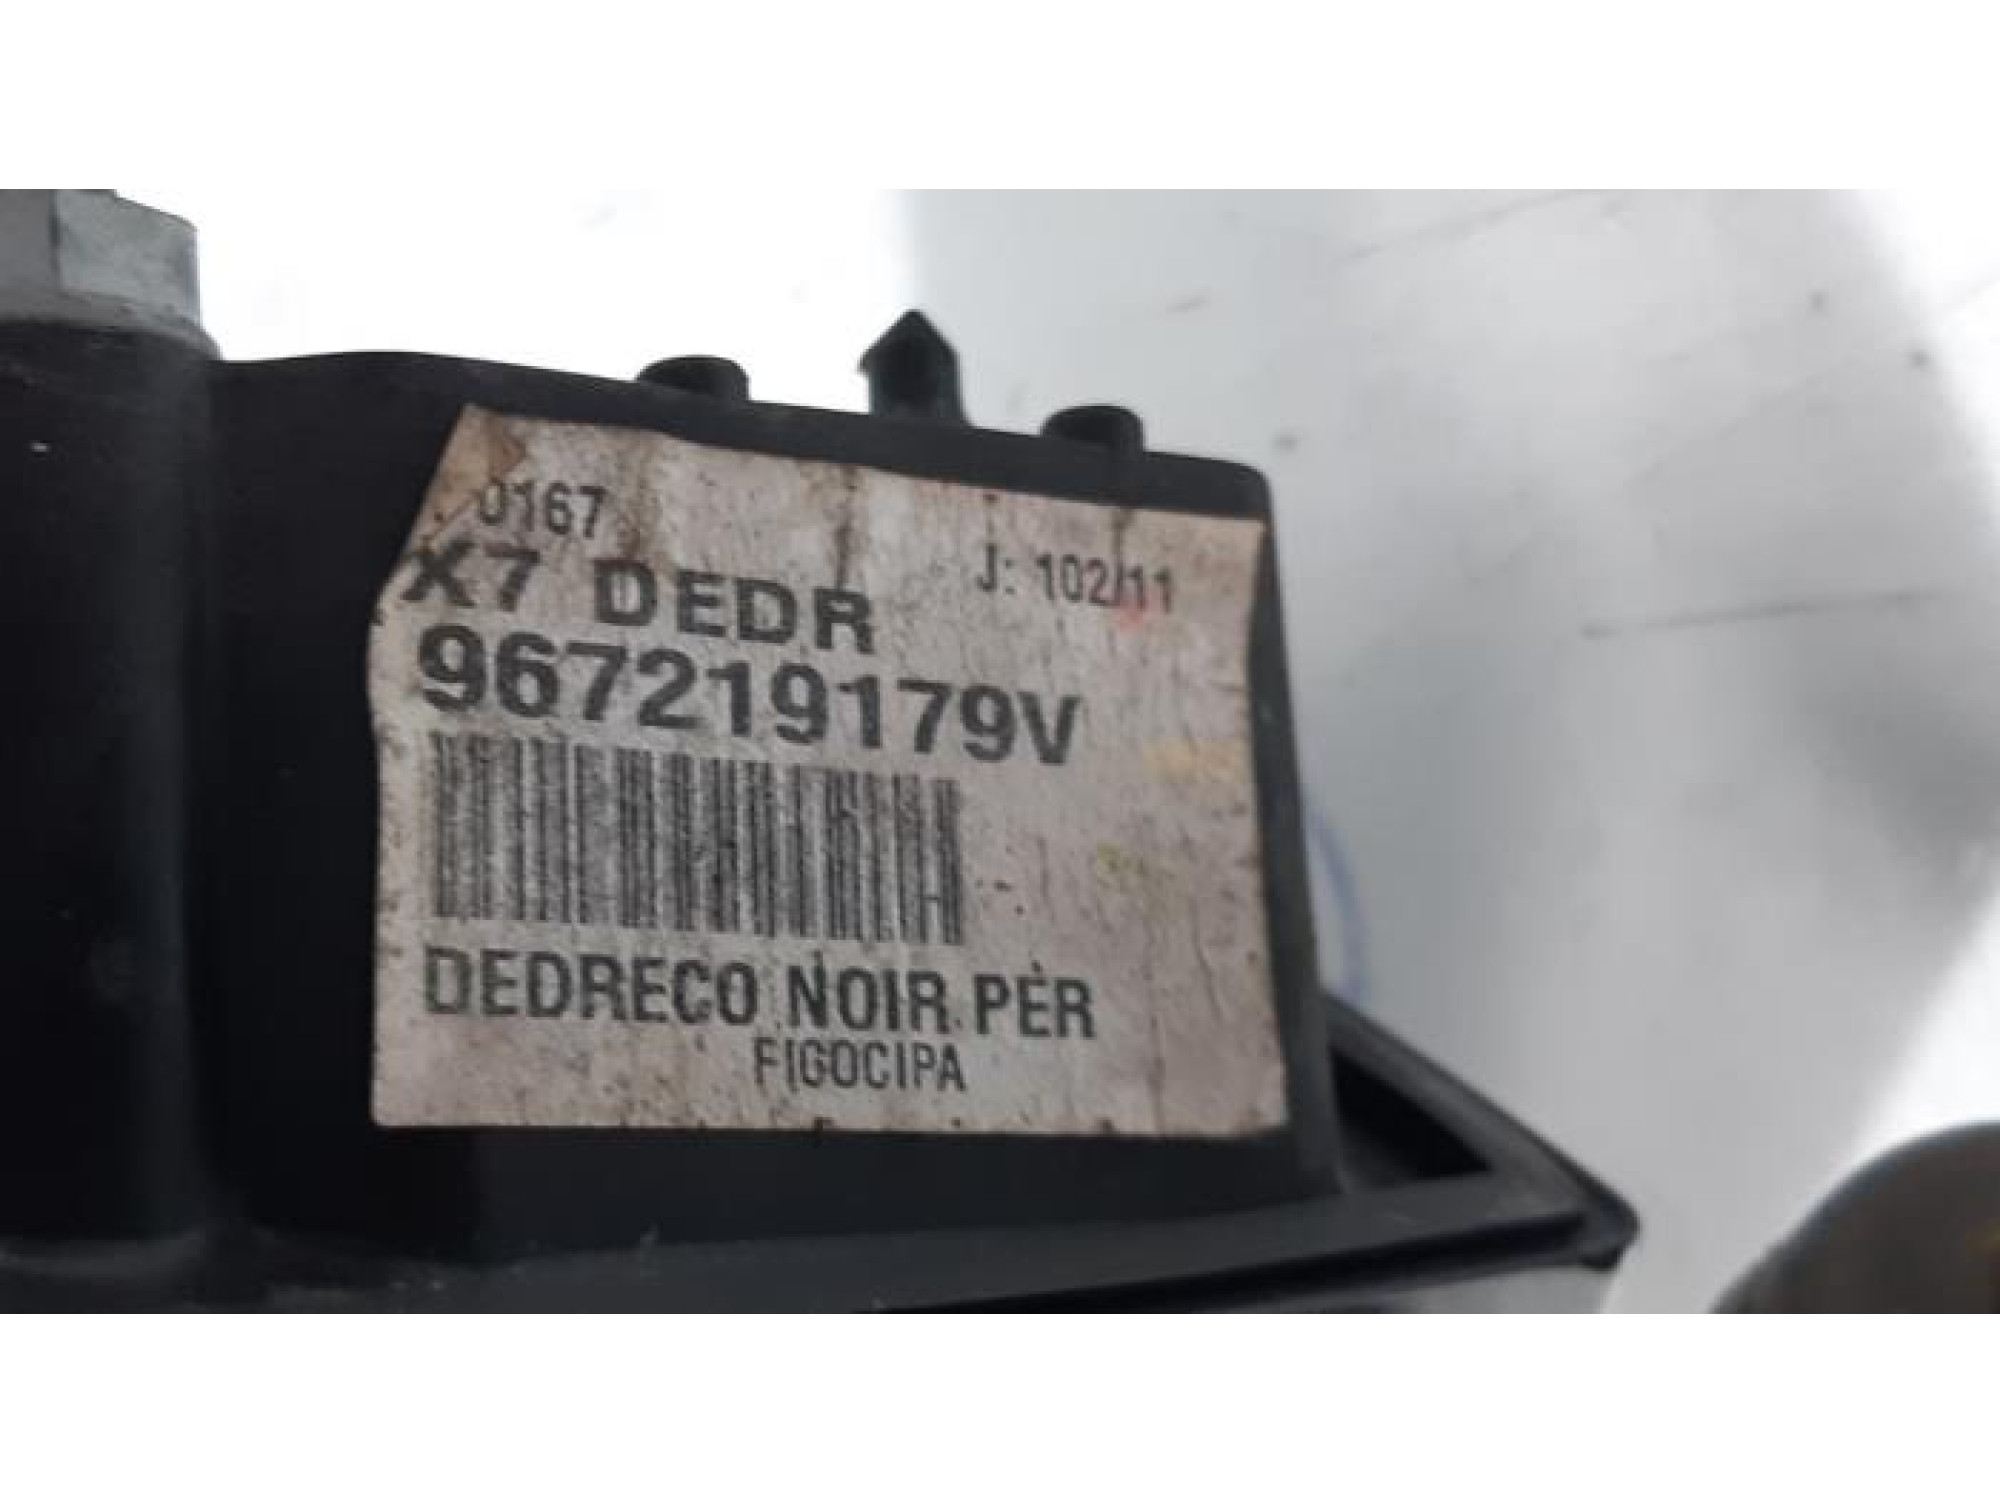 0167
J: 102/11
X7 DEDR
967219179V
DEDRECO NOIR PER
FIGOCIPA